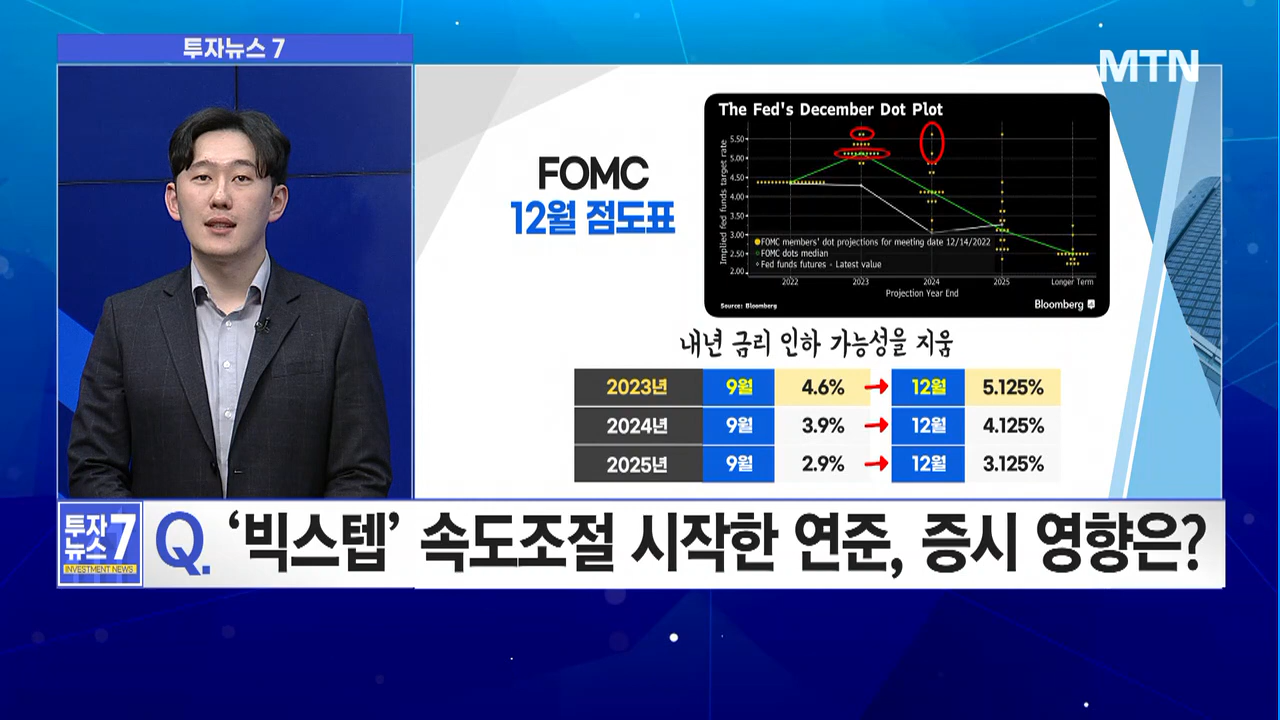 투자뉴스 7
MTN
FOMC
12월 점도표
The Fed's December Dot Plot
Implied fed funds target rate
5.50
5.00
4.50
4.00
3.50
3.00
2.50
2.00
FOMC members' dot projections for meeting date 12/14/2022
FOMC dots median
Fed funds futures - Latest value
2022 2023 2024 2025 Longer Term
Projection Year End
Source: Bloomberg
Bloomberg
내년 금리 인하 가능성을 지움
2023년 9월 4.6% → 12월 5.125%
2024년 9월 3.9% → 12월 4.125%
2025년 9월 2.9% → 12월 3.125%
투자
뉴스 7
INVESTMENT NEWS
Q. ‘빅스텝’ 속도조절 시작한 연준, 증시 영향은?